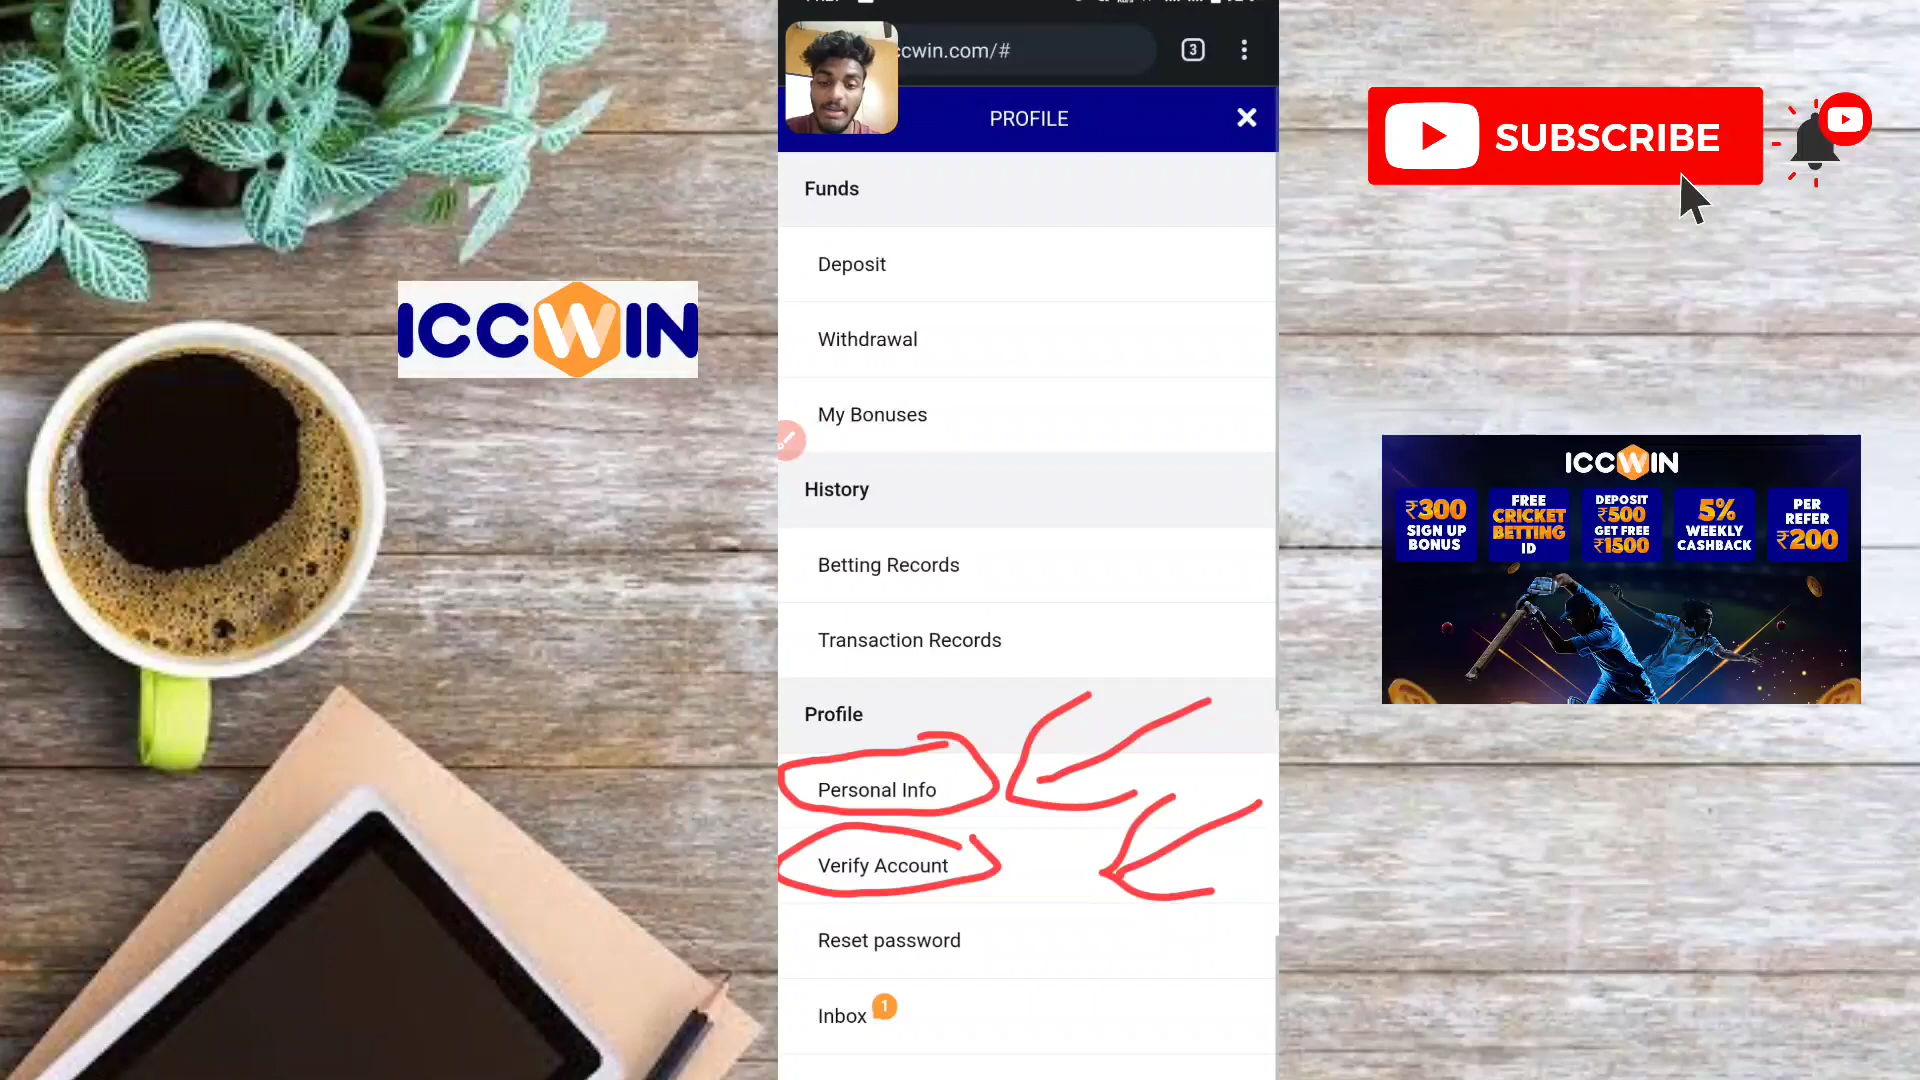 ccwin.com/#
3
PROFILE
Funds
Deposit
Withdrawal
My Bonuses
History
Betting Records
Transaction Records
Profile
Personal Info
Verify Account
Reset password
Inbox 1
ICCWIN
SUBSCRIBE
ICCWIN
₹300
SIGN UP
BONUS
FREE
CRICKET
BETTING
ID
DEPOSIT
₹500
GET FREE
₹1500
5%
WEEKLY
CASHBACK
PER
REFER
₹200